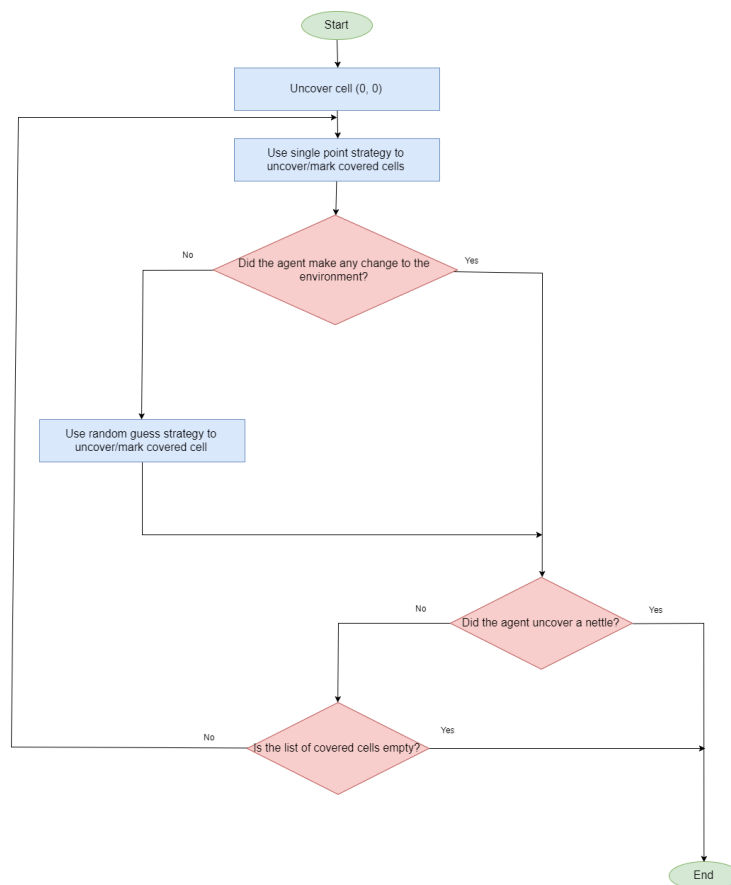 Start
Uncover cell (0, 0)
Use single point strategy to
uncover/mark covered cells
No
Did the agent make any change to the
environment?
Yes
Use random guess strategy to
uncover/mark covered cell
No
Did the agent uncover a nettle?
Yes
No
Is the list of covered cells empty?
Yes
End